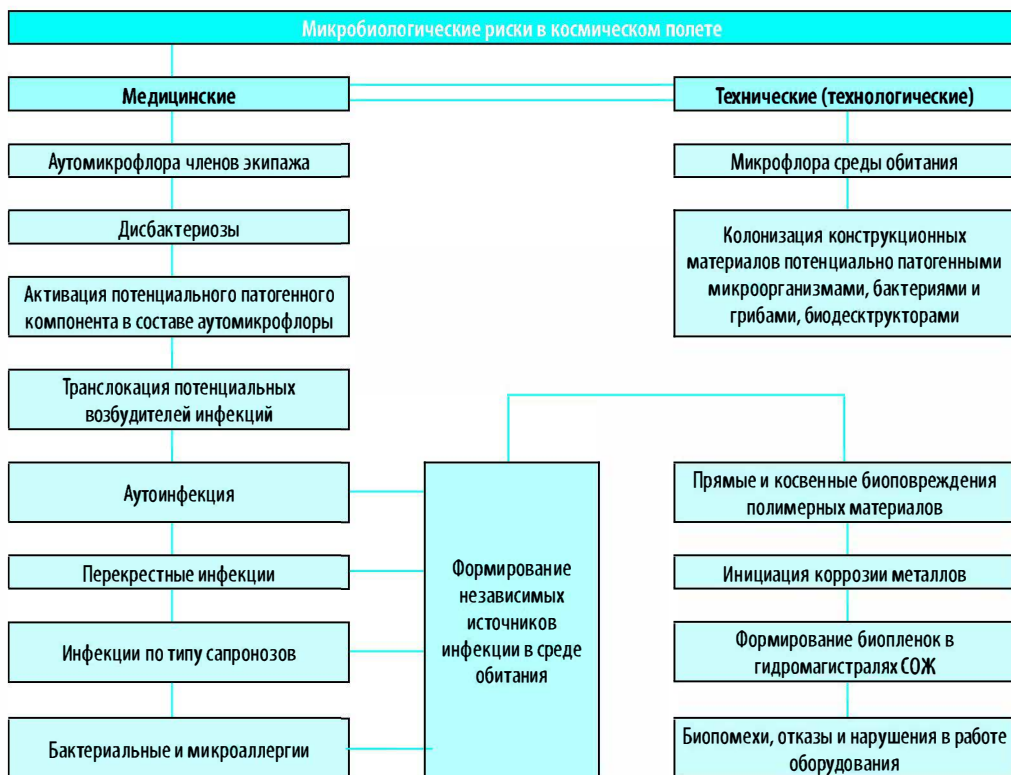 Микробиологические риски в космическом полете
Медицинские
Технические (технологические)
Аутомикрофлора членов экипажа
Микрофлора среды обитания
Дисбактериозы
Колонизация конструкционных
материалов потенциально патогенными
микроорганизмами, бактериями и
грибами, биодеструкторами
Активация потенциального патогенного
компонента в составе аутомикрофлоры
Транслокация потенциальных
возбудителей инфекций
Аутоинфекция
Перекрестные инфекции
Инфекции по типу сапронозов
Бактериальные и микроаллергии
Формирование
независимых
источников
инфекции в среде
обитания
Прямые и косвенные биоповреждения
полимерных материалов
Инициация коррозии металлов
Формирование биопленок в
гидромагистралях СОЖ
Биопомехи, отказы и нарушения в работе
оборудования